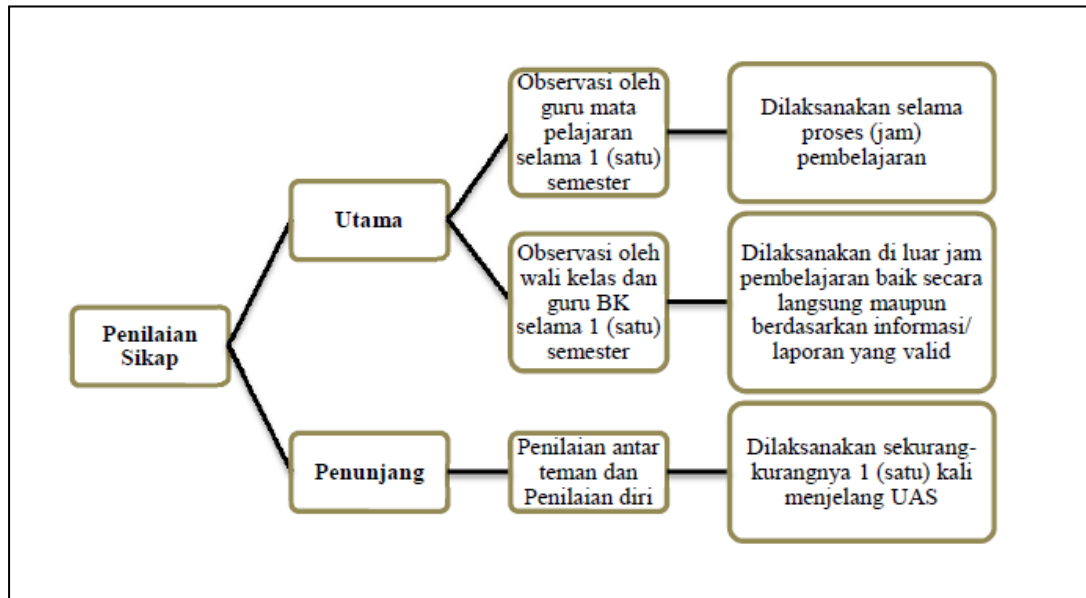 Penilaian
Sikap
Utama
Observasi oleh
guru mata
pelajaran
selama 1 (satu)
semester
Dilaksanakan selama
proses (jam)
pembelajaran
Observasi oleh
wali kelas dan
guru BK
selama 1 (satu)
semester
Dilaksanakan di luar jam
pembelajaran baik secara
langsung maupun
berdasarkan informasi/
laporan yang valid
Penunjang
Penilaian antar
teman dan
Penilaian diri
Dilaksanakan sekurang-
kurangnya 1 (satu) kali
menjelang UAS